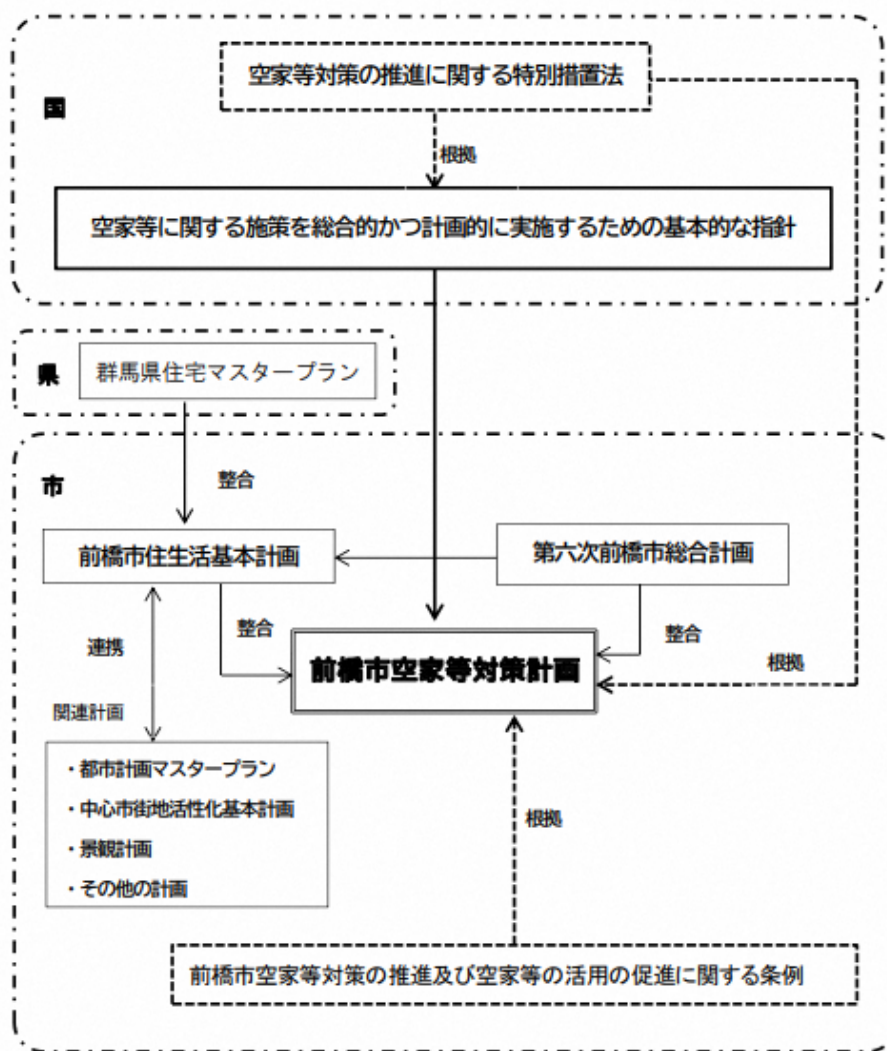 空家等対策の推進に関する特別措置法
国
根拠
空家等に関する施策を総合的かつ計画的に実施するための基本的な指針
県
群馬県住宅マスタープラン
市
整合
前橋市住生活基本計画
第六次前橋市総合計画
連携
整合
整合
前橋市空家等対策計画
根拠
関連計画
・都市計画マスタープラン
・中心市街地活性化基本計画
・景観計画
・その他の計画
根拠
前橋市空家等対策の推進及び空家等の活用の促進に関する条例